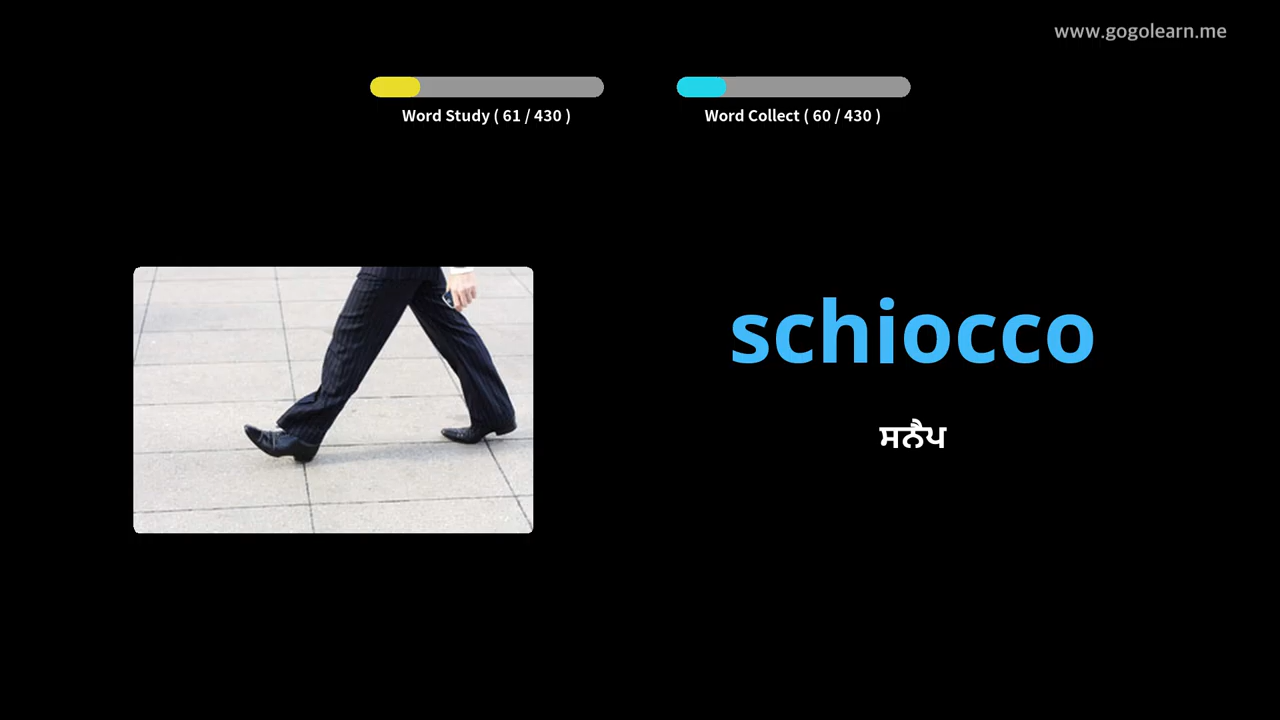 www.gogolearn.me
Word Study ( 61 / 430 )
Word Collect ( 60 / 430 )
schiocco
ਸਨੈਪ